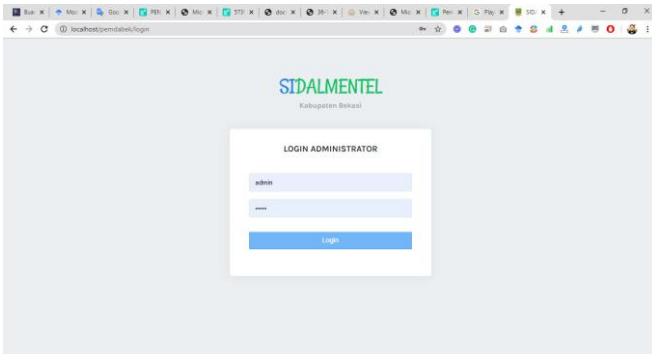 localhost/pemdabek/login
SIDALMENTEL
Kabupaten Bekasi
LOGIN ADMINISTRATOR
admin
Login